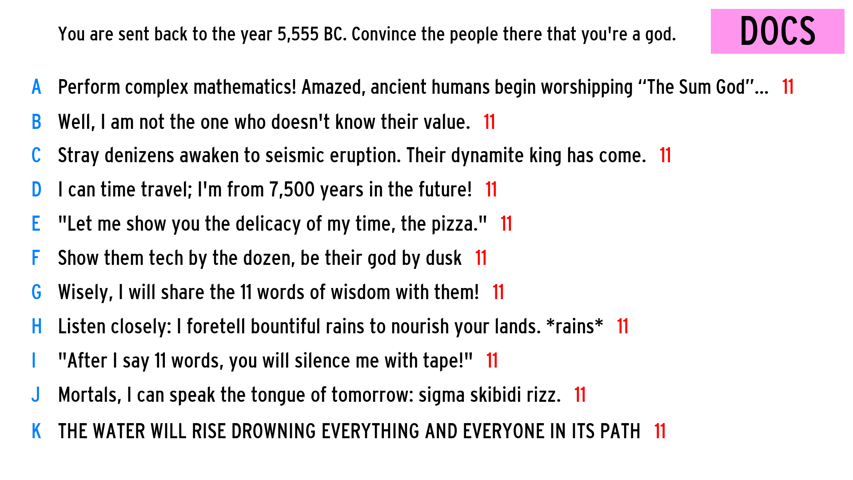 You are sent back to the year 5,555 BC. Convince the people there that you're a god.
DOCS
A Perform complex mathematics! Amazed, ancient humans begin worshipping “The Sum God”... 11
B Well, I am not the one who doesn't know their value. 11
C Stray denizens awaken to seismic eruption. Their dynamite king has come. 11
D I can time travel; I'm from 7,500 years in the future! 11
E "Let me show you the delicacy of my time, the pizza." 11
F Show them tech by the dozen, be their god by dusk 11
G Wisely, I will share the 11 words of wisdom with them! 11
H Listen closely: I foretell bountiful rains to nourish your lands. *rains* 11
I "After I say 11 words, you will silence me with tape!" 11
J Mortals, I can speak the tongue of tomorrow: sigma skibidi rizz. 11
K THE WATER WILL RISE DROWNING EVERYTHING AND EVERYONE IN ITS PATH 11